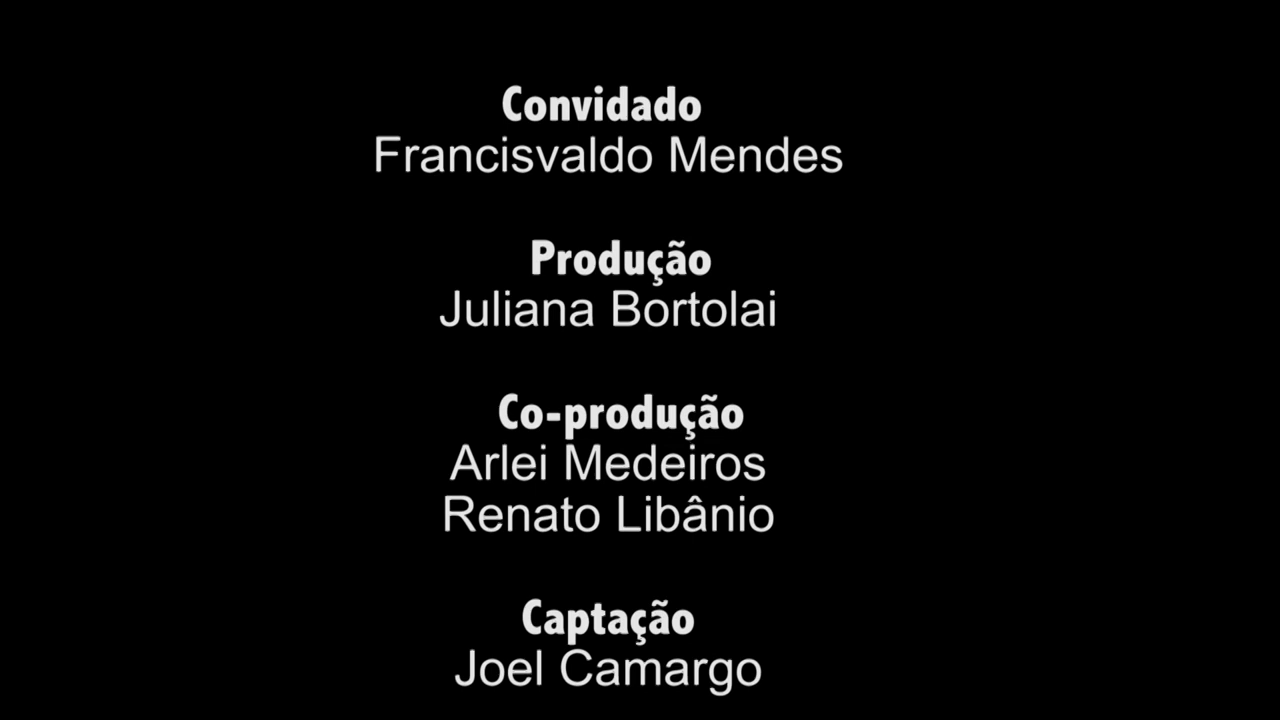 Convidado
Francisvaldo Mendes
Produção
Juliana Bortolai
Co-produção
Arlei Medeiros
Renato Libânio
Captação
Joel Camargo